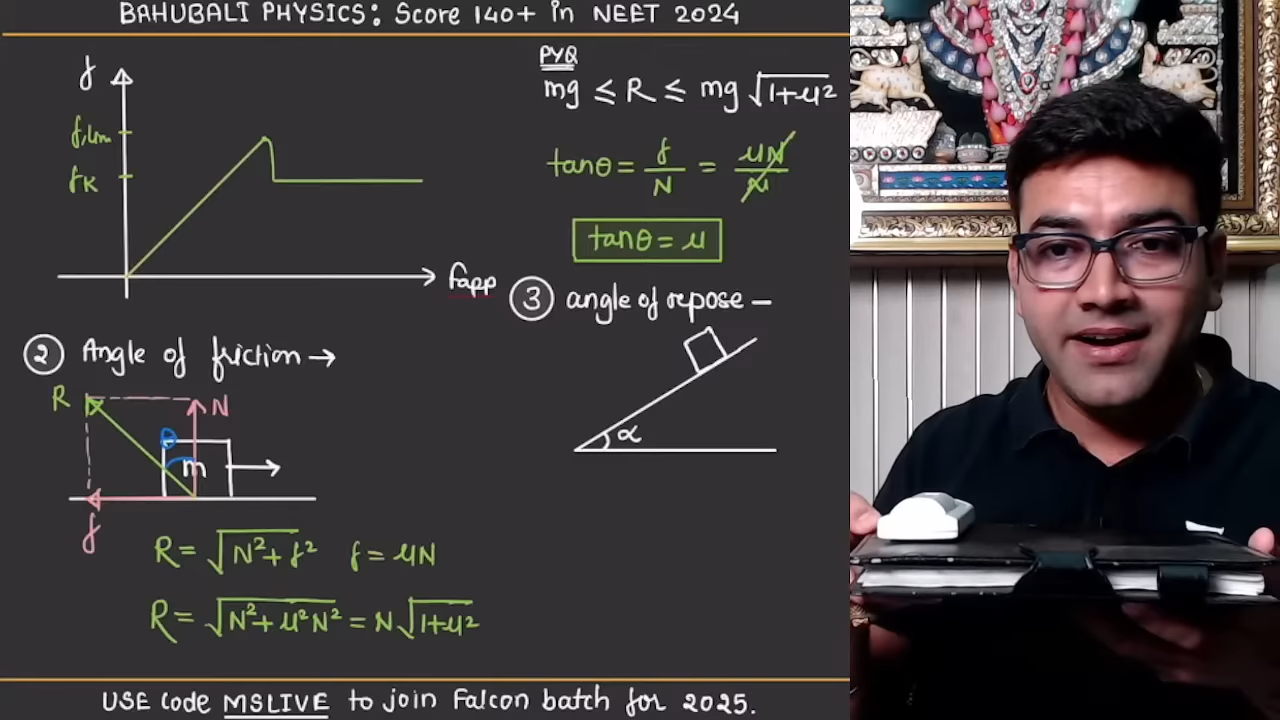 BAHUBALI PHYSICS: Score 140+ in NEET 2024
f
f,Lm
fK
Fapp
② Angle of friction →
R
N
θ
m
f
R = √N²+f² f = μN
R = √N²+μ²N² = N√1+μ²
PYQ
mg ≤ R ≤ mg √1+μ²
tanθ = f/N = μN/N
tanθ = μ
③ angle of repose –
α
USE Code MSLIVE to join Falcon batch for 2025.